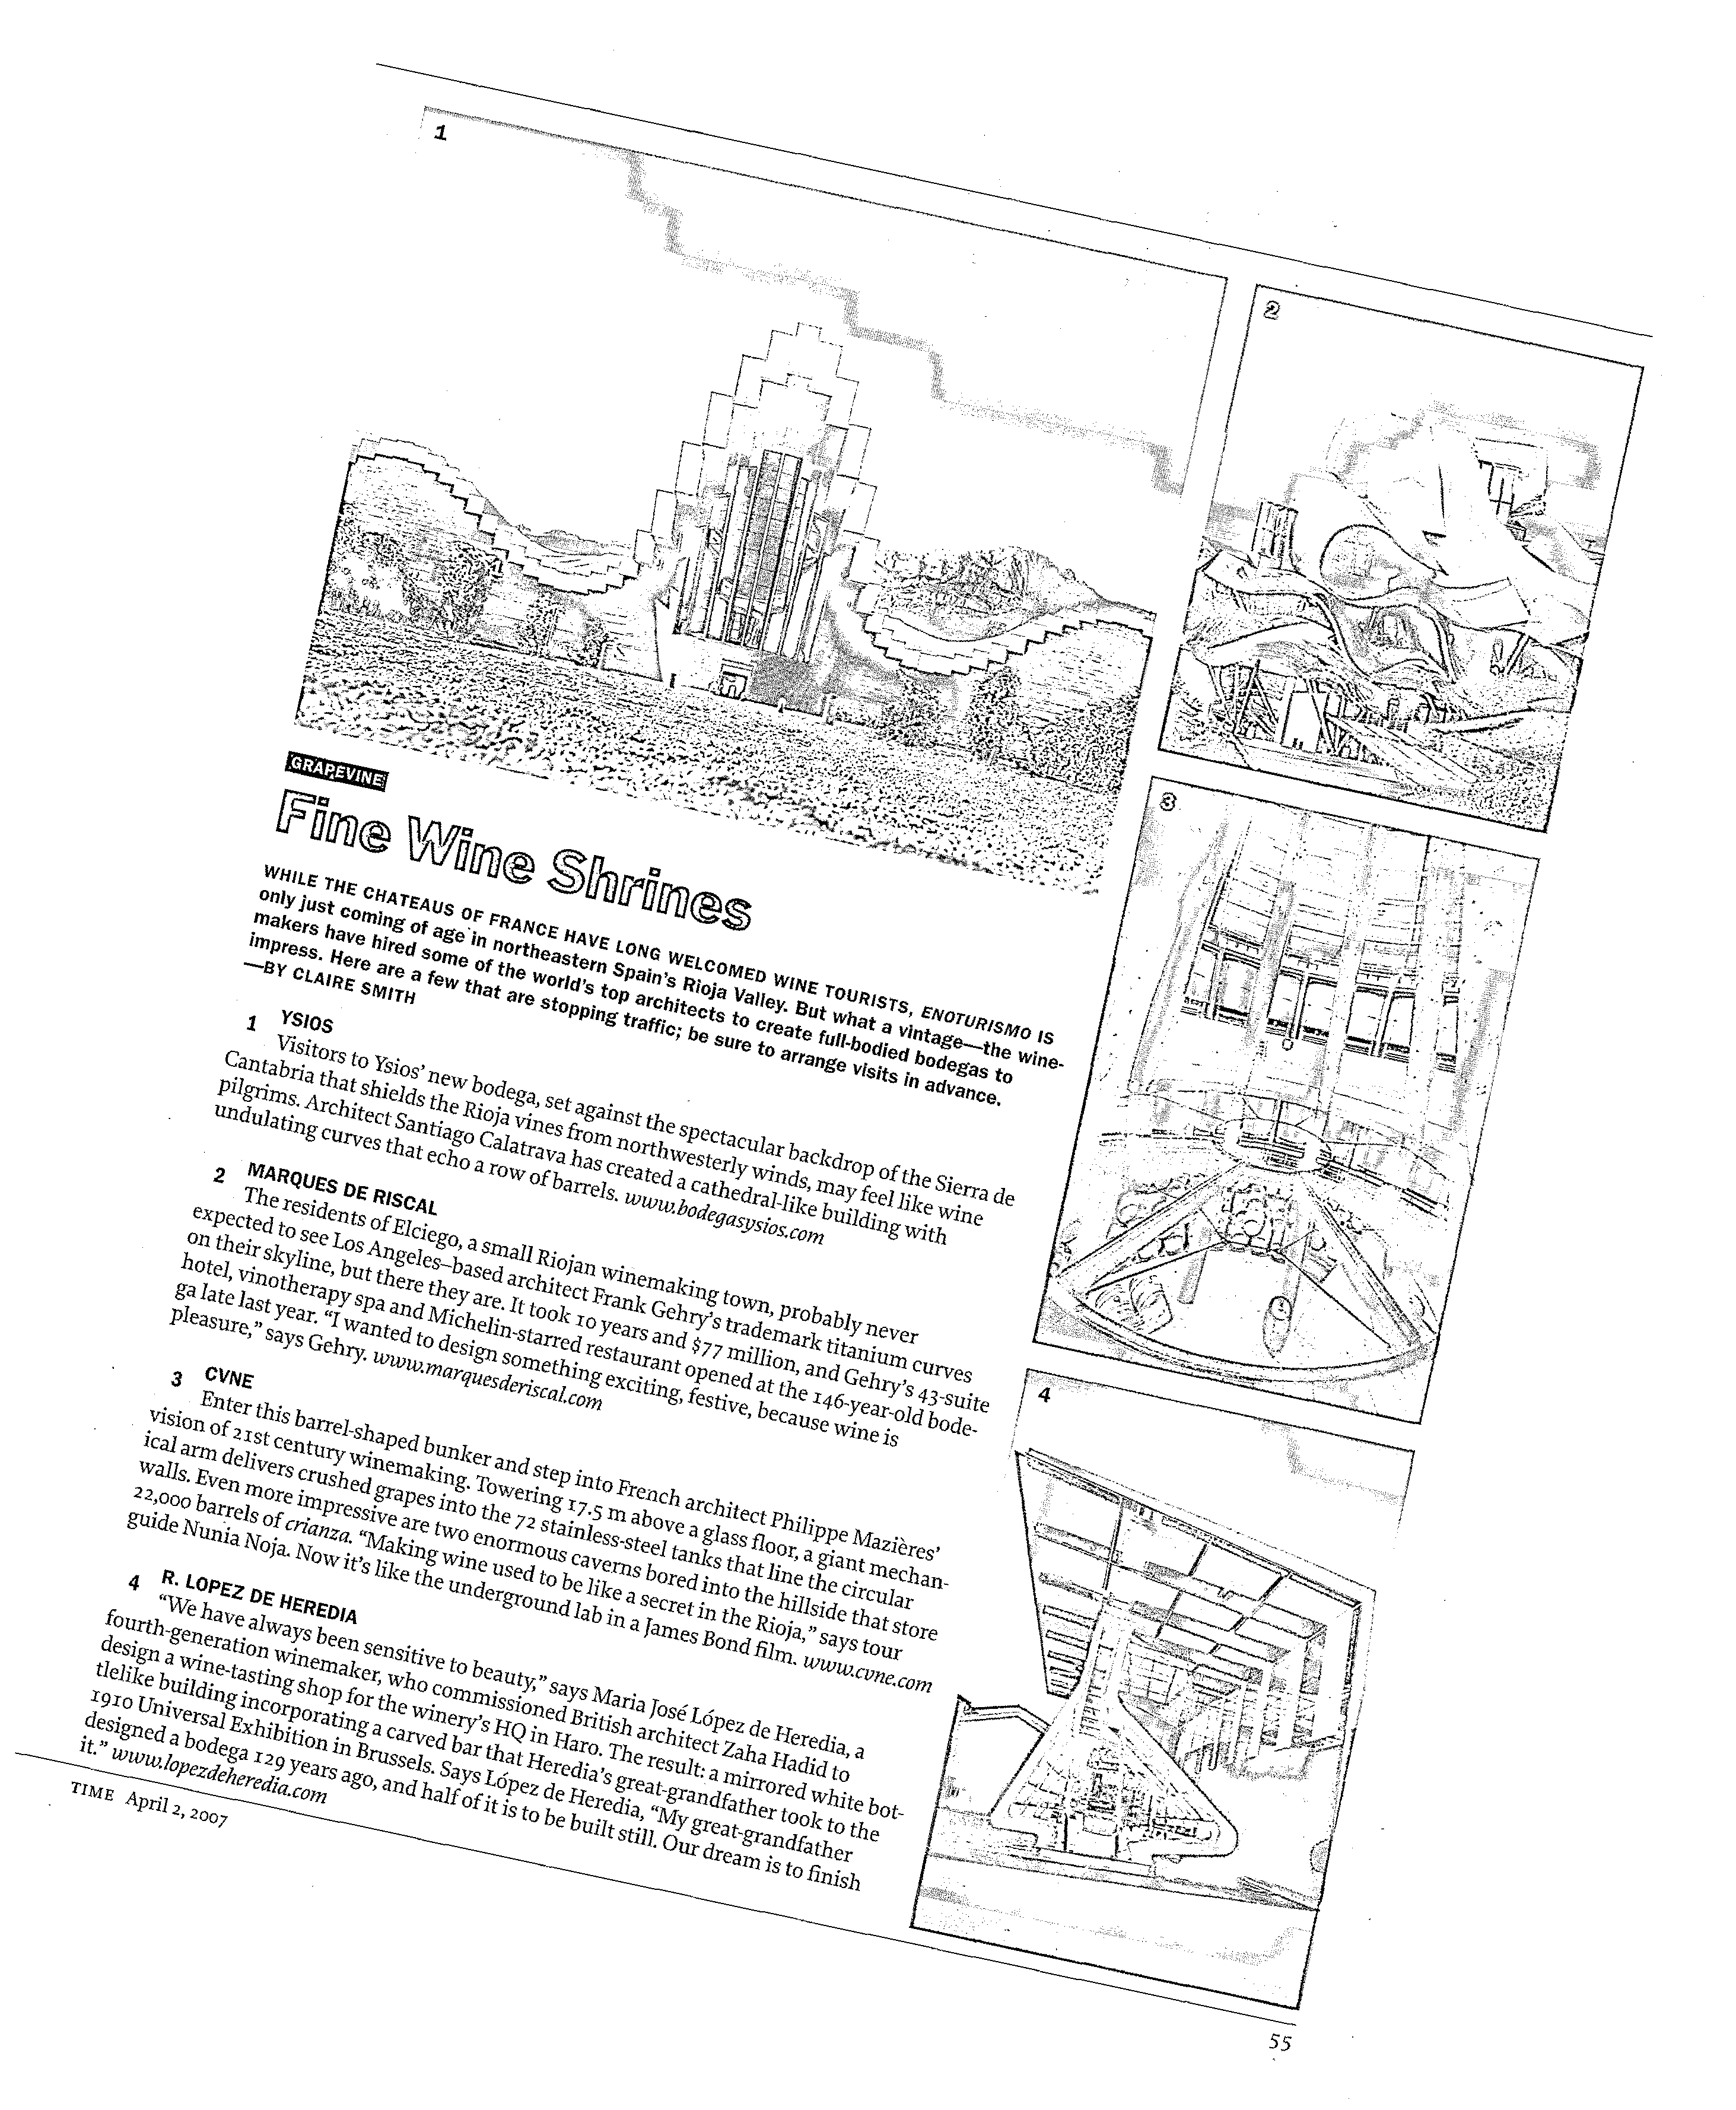 1
2
3
4
GRAPEVINE
Fine Wine Shrines
WHILE THE CHATEAUS OF FRANCE HAVE LONG WELCOMED WINE TOURISTS, ENOTURISMO IS
only just coming of age in northeastern Spain's Rioja Valley. But what a vintage—the wine-
makers have hired some of the world's top architects to create full-bodied bodegas to
impress. Here are a few that are stopping traffic; be sure to arrange visits in advance.
—BY CLAIRE SMITH
1 YSIOS
Visitors to Ysios' new bodega, set against the spectacular backdrop of the Sierra de
Cantabria that shields the Rioja vines from northwesterly winds, may feel like wine
pilgrims. Architect Santiago Calatrava has created a cathedral-like building with
undulating curves that echo a row of barrels. www.bodegasysios.com
2 MARQUES DE RISCAL
The residents of Elciego, a small Riojan winemaking town, probably never
expected to see Los Angeles–based architect Frank Gehry's trademark titanium curves
on their skyline, but there they are. It took 10 years and $77 million, and Gehry's 43-suite
hotel, vinotherapy spa and Michelin-starred restaurant opened at the 146-year-old bode-
ga late last year. “I wanted to design something exciting, festive, because wine is
pleasure,” says Gehry. www.marquesderiscal.com
3 CVNE
Enter this barrel-shaped bunker and step into French architect Philippe Mazières'
vision of 21st century winemaking. Towering 17.5 m above a glass floor, a giant mechan-
ical arm delivers crushed grapes into the 72 stainless-steel tanks that line the circular
walls. Even more impressive are two enormous caverns bored into the hillside that store
22,000 barrels of crianza. “Making wine used to be like a secret in the Rioja,” says tour
guide Nunia Noja. Now it's like the underground lab in a James Bond film. www.cvne.com
4 R. LOPEZ DE HEREDIA
“We have always been sensitive to beauty,” says Maria José López de Heredia, a
fourth-generation winemaker, who commissioned British architect Zaha Hadid to
design a wine-tasting shop for the winery's HQ in Haro. The result: a mirrored white bot-
tlelike building incorporating a carved bar that Heredia's great-grandfather took to the
1910 Universal Exhibition in Brussels. Says López de Heredia, “My great-grandfather
designed a bodega 129 years ago, and half of it is to be built still. Our dream is to finish
it.” www.lopezdeheredia.com
TIME April 2, 2007
55